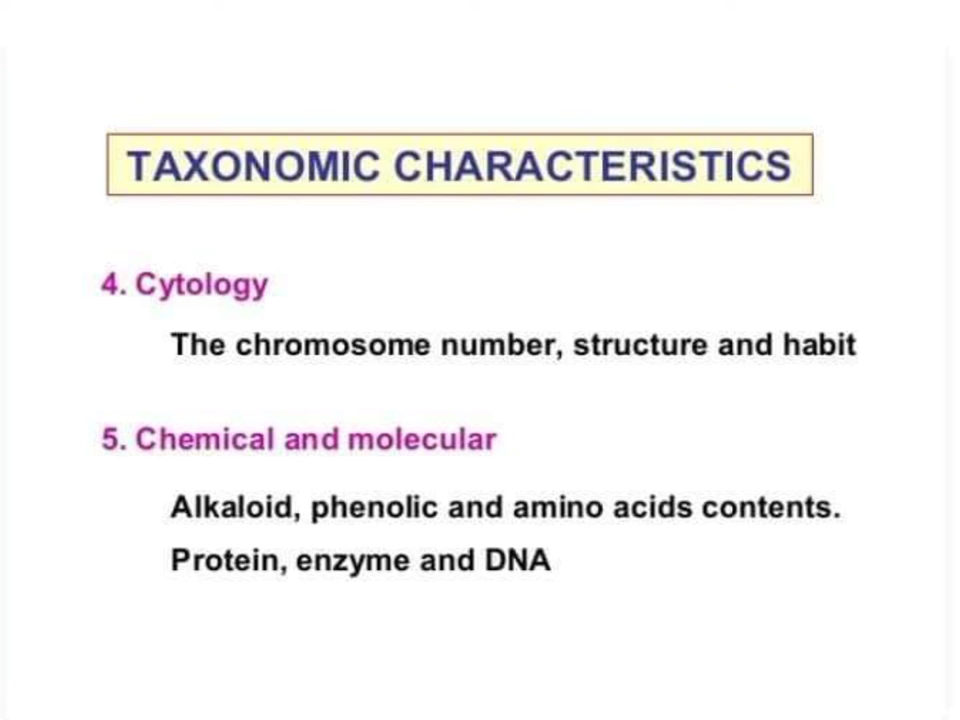 TAXONOMIC CHARACTERISTICS
4. Cytology
The chromosome number, structure and habit
5. Chemical and molecular
Alkaloid, phenolic and amino acids contents.
Protein, enzyme and DNA